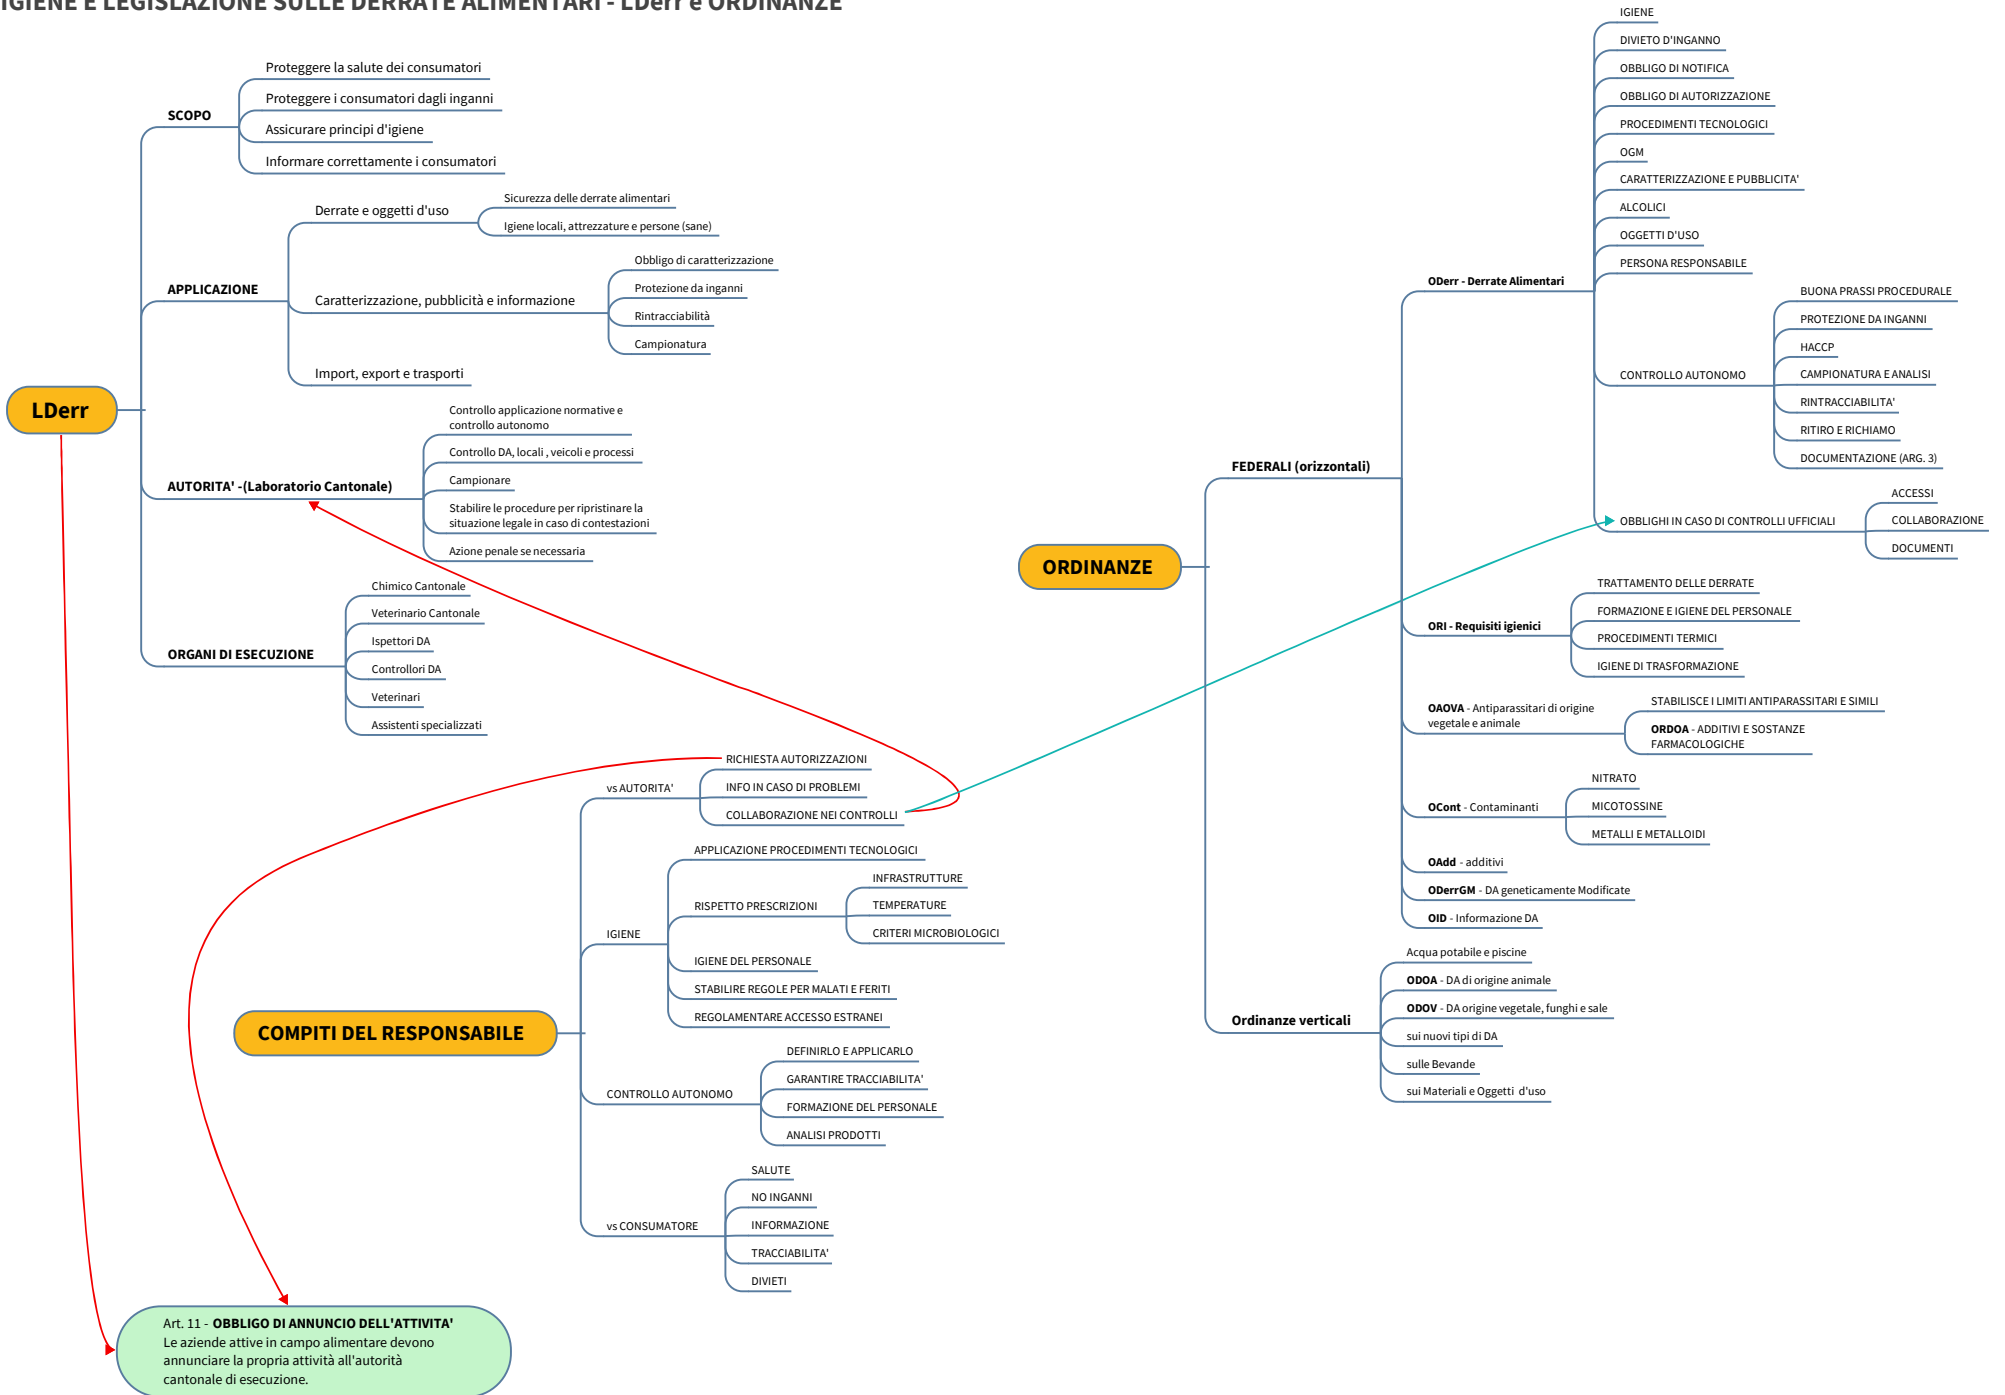 IGIENE E LEGISLAZIONE SULLE DERRATE ALIMENTARI - LDerr e ORDINANZE
LDerr
SCOPO
Proteggere la salute dei consumatori
Proteggere i consumatori dagli inganni
Assicurare principi d'igiene
Informare correttamente i consumatori
APPLICAZIONE
Derrate e oggetti d'uso
Sicurezza delle derrate alimentari
Igiene locali, attrezzature e persone (sane)
Caratterizzazione, pubblicità e informazione
Obbligo di caratterizzazione
Protezione da inganni
Rintracciabilità
Campionatura
Import, export e trasporti
AUTORITA' -(Laboratorio Cantonale)
Controllo applicazione normative e
controllo autonomo
Controllo DA, locali , veicoli e processi
Campionare
Stabilire le procedure per ripristinare la
situazione legale in caso di contestazioni
Azione penale se necessaria
ORGANI DI ESECUZIONE
Chimico Cantonale
Veterinario Cantonale
Ispettori DA
Controllori DA
Veterinari
Assistenti specializzati
COMPITI DEL RESPONSABILE
vs AUTORITA'
RICHIESTA AUTORIZZAZIONI
INFO IN CASO DI PROBLEMI
COLLABORAZIONE NEI CONTROLLI
IGIENE
APPLICAZIONE PROCEDIMENTI TECNOLOGICI
RISPETTO PRESCRIZIONI
INFRASTRUTTURE
TEMPERATURE
CRITERI MICROBIOLOGICI
IGIENE DEL PERSONALE
STABILIRE REGOLE PER MALATI E FERITI
REGOLAMENTARE ACCESSO ESTRANEI
CONTROLLO AUTONOMO
DEFINIRLO E APPLICARLO
GARANTIRE TRACCIABILITA'
FORMAZIONE DEL PERSONALE
ANALISI PRODOTTI
vs CONSUMATORE
SALUTE
NO INGANNI
INFORMAZIONE
TRACCIABILITA'
DIVIETI
Art. 11 - OBBLIGO DI ANNUNCIO DELL'ATTIVITA'
Le aziende attive in campo alimentare devono
annunciare la propria attività all'autorità
cantonale di esecuzione.
ORDINANZE
FEDERALI (orizzontali)
ODerr - Derrate Alimentari
IGIENE
DIVIETO D'INGANNO
OBBLIGO DI NOTIFICA
OBBLIGO DI AUTORIZZAZIONE
PROCEDIMENTI TECNOLOGICI
OGM
CARATTERIZZAZIONE E PUBBLICITA'
ALCOLICI
OGGETTI D'USO
PERSONA RESPONSABILE
CONTROLLO AUTONOMO
BUONA PRASSI PROCEDURALE
PROTEZIONE DA INGANNI
HACCP
CAMPIONATURA E ANALISI
RINTRACCIABILITA'
RITIRO E RICHIAMO
DOCUMENTAZIONE (ARG. 3)
OBBLIGHI IN CASO DI CONTROLLI UFFICIALI
ACCESSI
COLLABORAZIONE
DOCUMENTI
ORI - Requisiti igienici
TRATTAMENTO DELLE DERRATE
FORMAZIONE E IGIENE DEL PERSONALE
PROCEDIMENTI TERMICI
IGIENE DI TRASFORMAZIONE
OAOVA - Antiparassitari di origine
vegetale e animale
STABILISCE I LIMITI ANTIPARASSITARI E SIMILI
ORDOA - ADDITIVI E SOSTANZE
FARMACOLOGICHE
OCont - Contaminanti
NITRATO
MICOTOSSINE
METALLI E METALLOIDI
OAdd - additivi
ODerrGM - DA geneticamente Modificate
OID - Informazione DA
Ordinanze verticali
Acqua potabile e piscine
ODOA - DA di origine animale
ODOV - DA origine vegetale, funghi e sale
sui nuovi tipi di DA
sulle Bevande
sui Materiali e Oggetti d'uso